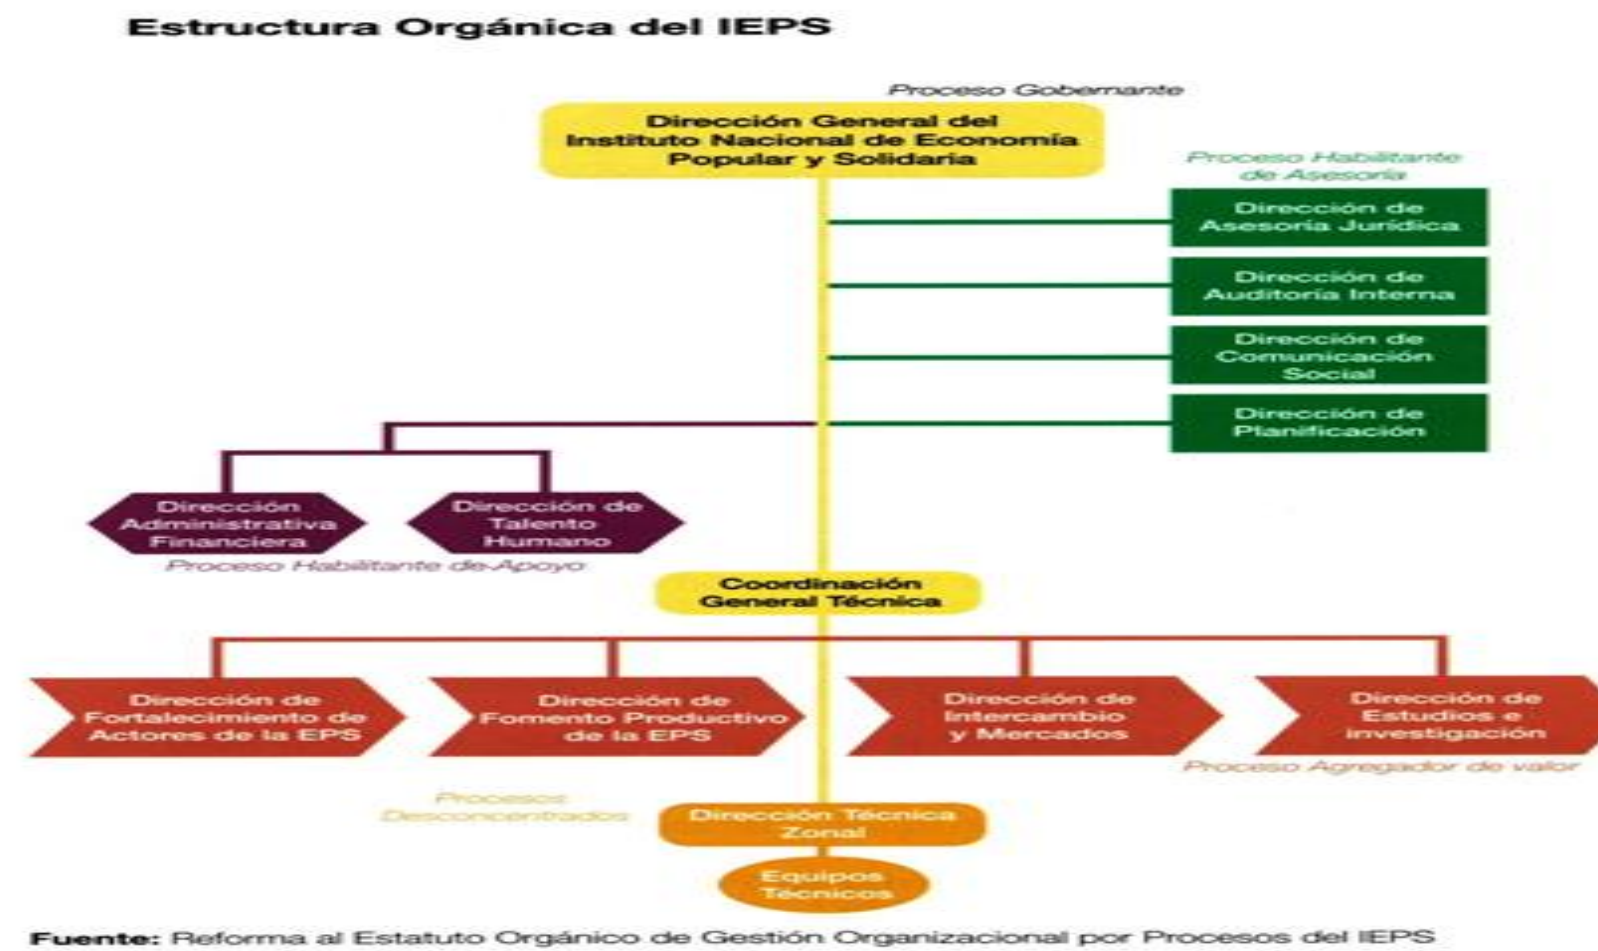 Estructura Orgánica del IEPS
Proceso Gobernante
Dirección General del
Instituto Nacional de Economía
Popular y Solidaria
Proceso Habilitante
de Asesoría
Dirección de
Asesoría Jurídica
Dirección de
Auditoría Interna
Dirección de
Comunicación
Social
Dirección de
Planificación
Dirección
Administrativa
Financiera
Dirección de
Talento
Humano
Proceso Habilitante de Apoyo
Coordinación
General Técnica
Dirección de
Fortalecimiento de
Actores de la EPS
Dirección de
Fomento Productivo
de la EPS
Dirección de
Intercambio
y Mercados
Dirección de
Estudios e
investigación
Proceso Agregador de valor
Procesos
Desconcentrados
Dirección Técnica
Zonal
Equipos
Técnicos
Fuente: Reforma al Estatuto Orgánico de Gestión Organizacional por Procesos del IEPS